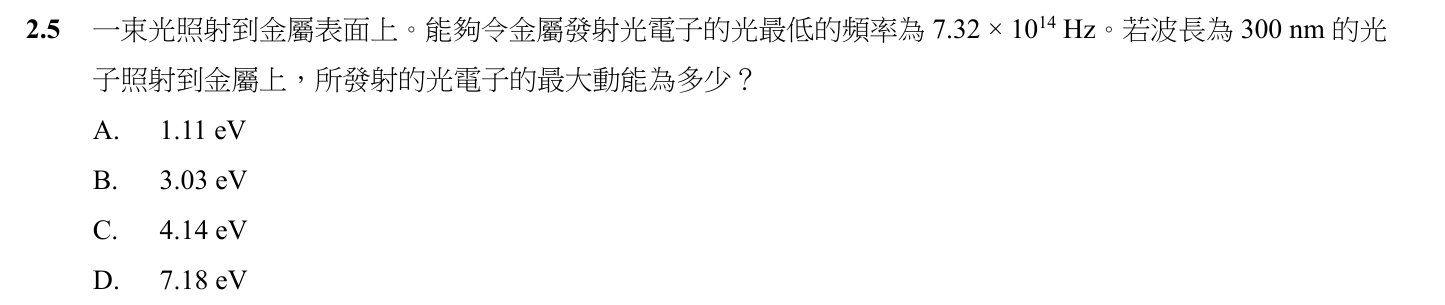 2.5 一束光照射到金屬表面上。能夠令金屬發射光電子的光最低的頻率為 7.32 × 10¹⁴ Hz。若波長為 300 nm 的光
子照射到金屬上，所發射的光電子的最大動能為多少？
A. 1.11 eV
B. 3.03 eV
C. 4.14 eV
D. 7.18 eV